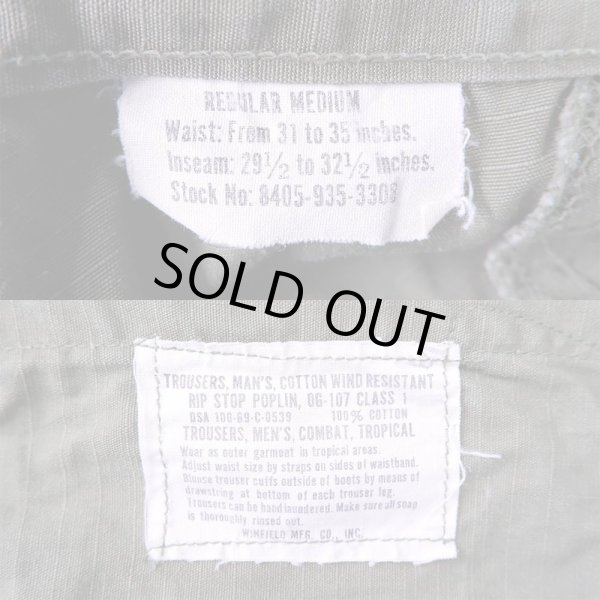 REGULAR MEDIUM
Waist: From 31 to 35 inches.
Inseam: 29½ to 32½ inches.
Stock No: 8405-935-3308
SOLD OUT
TROUSERS, MAN'S, COTTON WIND RESISTANT
RIP STOP POPLIN, OG-107 CLASS 1
DSA 100-69-C-0539 100% COTTON
TROUSERS, MEN'S, COMBAT, TROPICAL
Wear as outer garment in tropical areas.
Adjust waist size by straps on sides of waistband.
Blouse trouser cuffs outside of boots by means of
drawstring at bottom of each trouser leg.
Trousers can be hand laundered. Make sure all soap
is thoroughly rinsed out.
WINFIELD MFG. CO., INC.